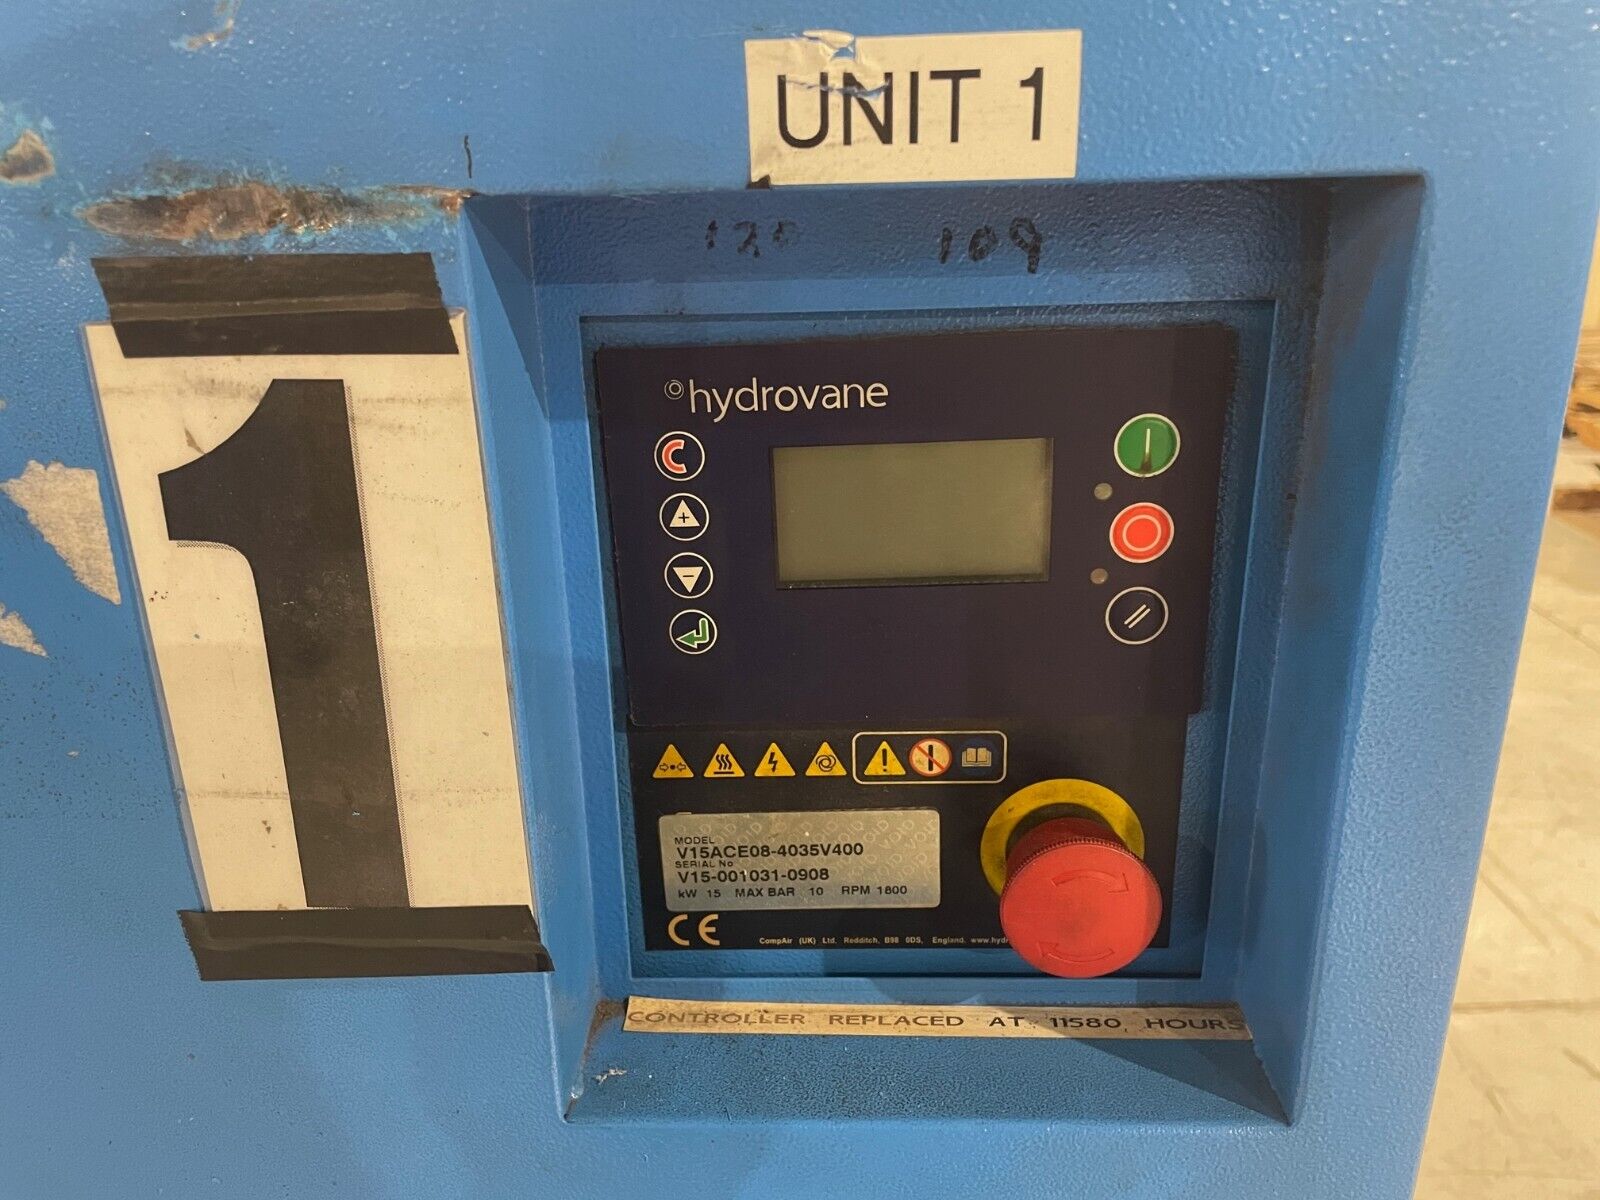 UNIT 1
120 109
1
hydrovane
MODEL
V15ACE08-4035V400
SERIAL No
V15-001031-0908
kW 15 MAX BAR 10 RPM 1800
CE
CompAir (UK) Ltd. Redditch, B98 0DS, England.
CONTROLLER REPLACED AT 11580 HOURS